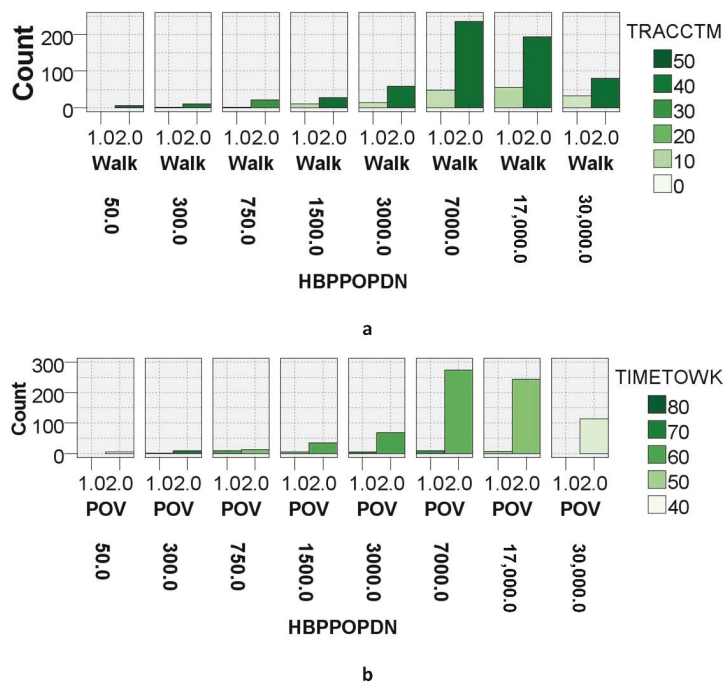 TRACCTM
Count
200
100
0
50
40
30
20
10
0
1.02.0 1.02.0 1.02.0 1.02.0 1.02.0 1.02.0 1.02.0 1.02.0
Walk Walk Walk Walk Walk Walk Walk Walk
50.0 300.0 750.0 1500.0 3000.0 7000.0 17,000.0 30,000.0
HBPPOPDN
a
TIMETOWK
Count
300
200
100
0
80
70
60
50
40
1.02.0 1.02.0 1.02.0 1.02.0 1.02.0 1.02.0 1.02.0 1.02.0
POV POV POV POV POV POV POV POV
50.0 300.0 750.0 1500.0 3000.0 7000.0 17,000.0 30,000.0
HBPPOPDN
b